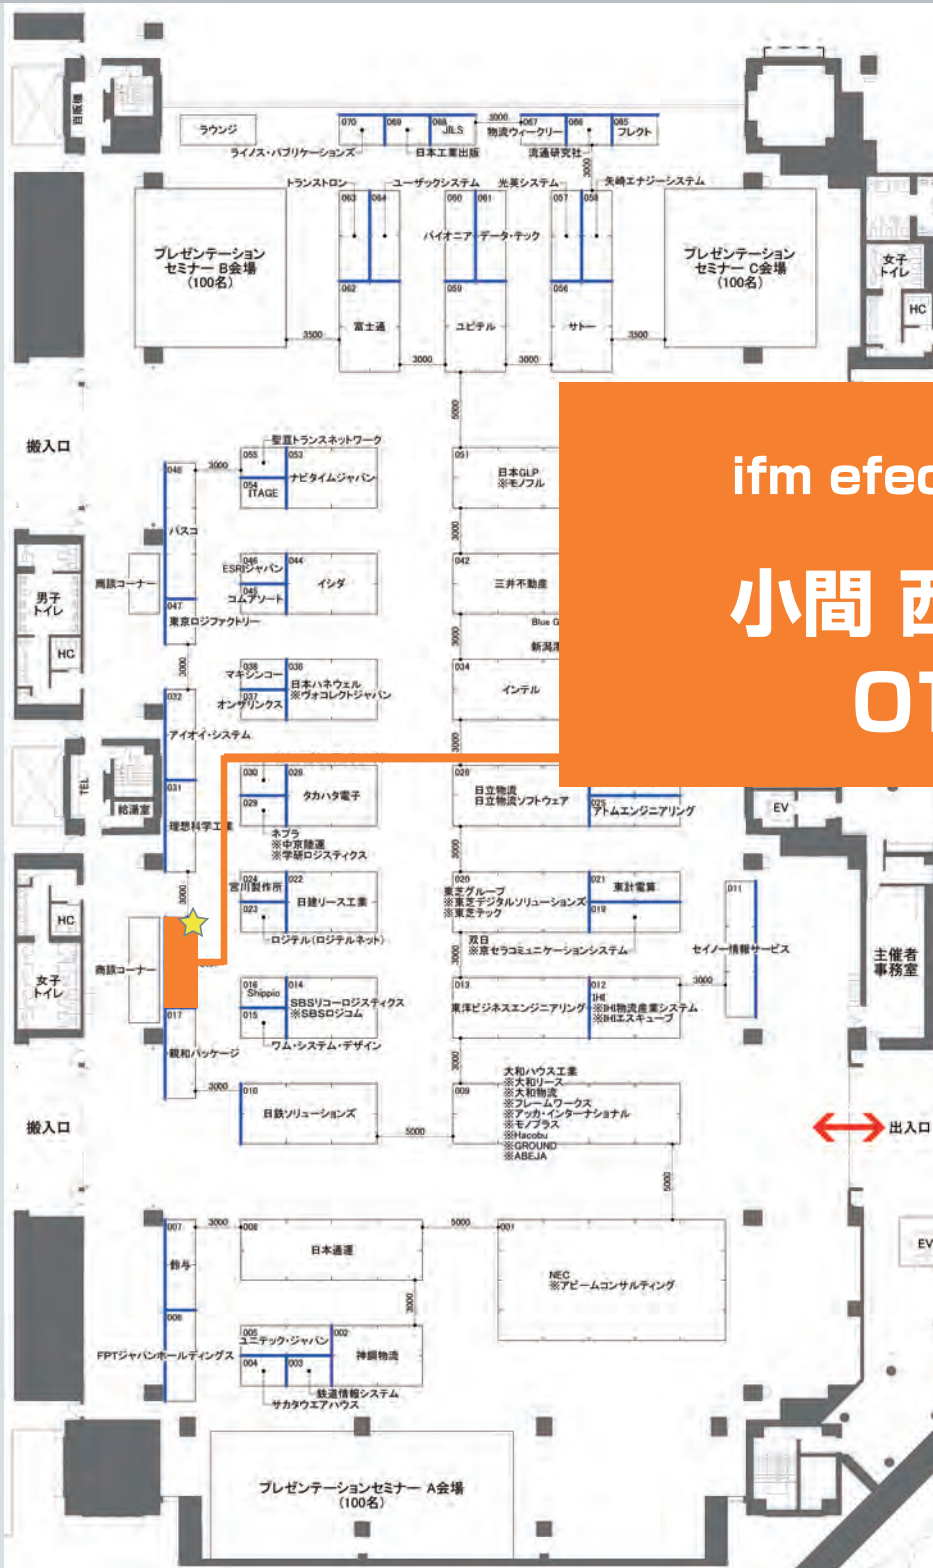 自販機
ラウンジ
070
069
068
JILS
3000
067
066
065
物流ウィークリー
フレクト
ライノス・パブリケーションズ
日本工業出版
流通研究社
3000
トランストロン
ユーザックシステム
光英システム
矢崎エナジーシステム
063
064
060
061
057
058
パイオニア・データ・テック
プレゼンテーション
セミナー B会場
(100名)
プレゼンテーション
セミナー C会場
(100名)
女子
トイレ
HC
062
059
056
富士通
ユピテル
サトー
3500
3000
3000
3500
5000
搬入口
聖亘トランスネットワーク
048
3000
055
053
ナビタイムジャパン
054
ITAGE
051
日本GLP
※モノフル
ifm efec
小間 西
パスコ
3000
商談コーナー
046
044
ESRIジャパン
045
コムアソート
イシダ
042
三井不動産
男子
トイレ
HC
047
東京ロジファクトリー
3000
Blue G
新潟
3000
038
036
マキシンコー
037
オンザリンクス
日本ハネウェル
※ヴォコレクトジャパン
034
インテル
032
アイオイ・システム
3000
TEL
給湯室
031
理想科学工業
030
028
029
タカハタ電子
026
日立物流
日立物流ソフトウェア
025
アトムエンジニアリング
EV
ネプラ
※中京陸運
※学研ロジスティクス
3000
3000
024
022
宮川製作所
023
日建リース工業
ロジテル(ロジテルネット)
020
021
東芝グループ
※東芝デジタルソリューションズ
※東芝テック
東計電算
019
双日
※京セラコミュニケーションシステム
011
セイノー情報サービス
HC
女子
トイレ
商談コーナー
主催者
事務室
3000
3000
016
014
Shippio
015
SBSリコーロジスティクス
※SBSロジコム
ワム・システム・デザイン
013
012
東洋ビジネスエンジニアリング
IHI
※IHI物流産業システム
※IHIエスキューブ
017
親和パッケージ
3000
3000
010
日鉄ソリューションズ
5000
009
大和ハウス工業
※大和リース
※大和物流
※フレームワークス
※アッカ・インターナショナル
※モノプラス
※Hacobu
※GROUND
※ABEJA
搬入口
出入口
5000
007
3000
008
5000
001
鈴与
日本通運
NEC
※アビームコンサルティング
EV
3000
006
FPTジャパンホールディングス
005
002
ユニテック・ジャパン
004
003
神鋼物流
鉄道情報システム
サカタウエアハウス
プレゼンテーションセミナー A会場
(100名)